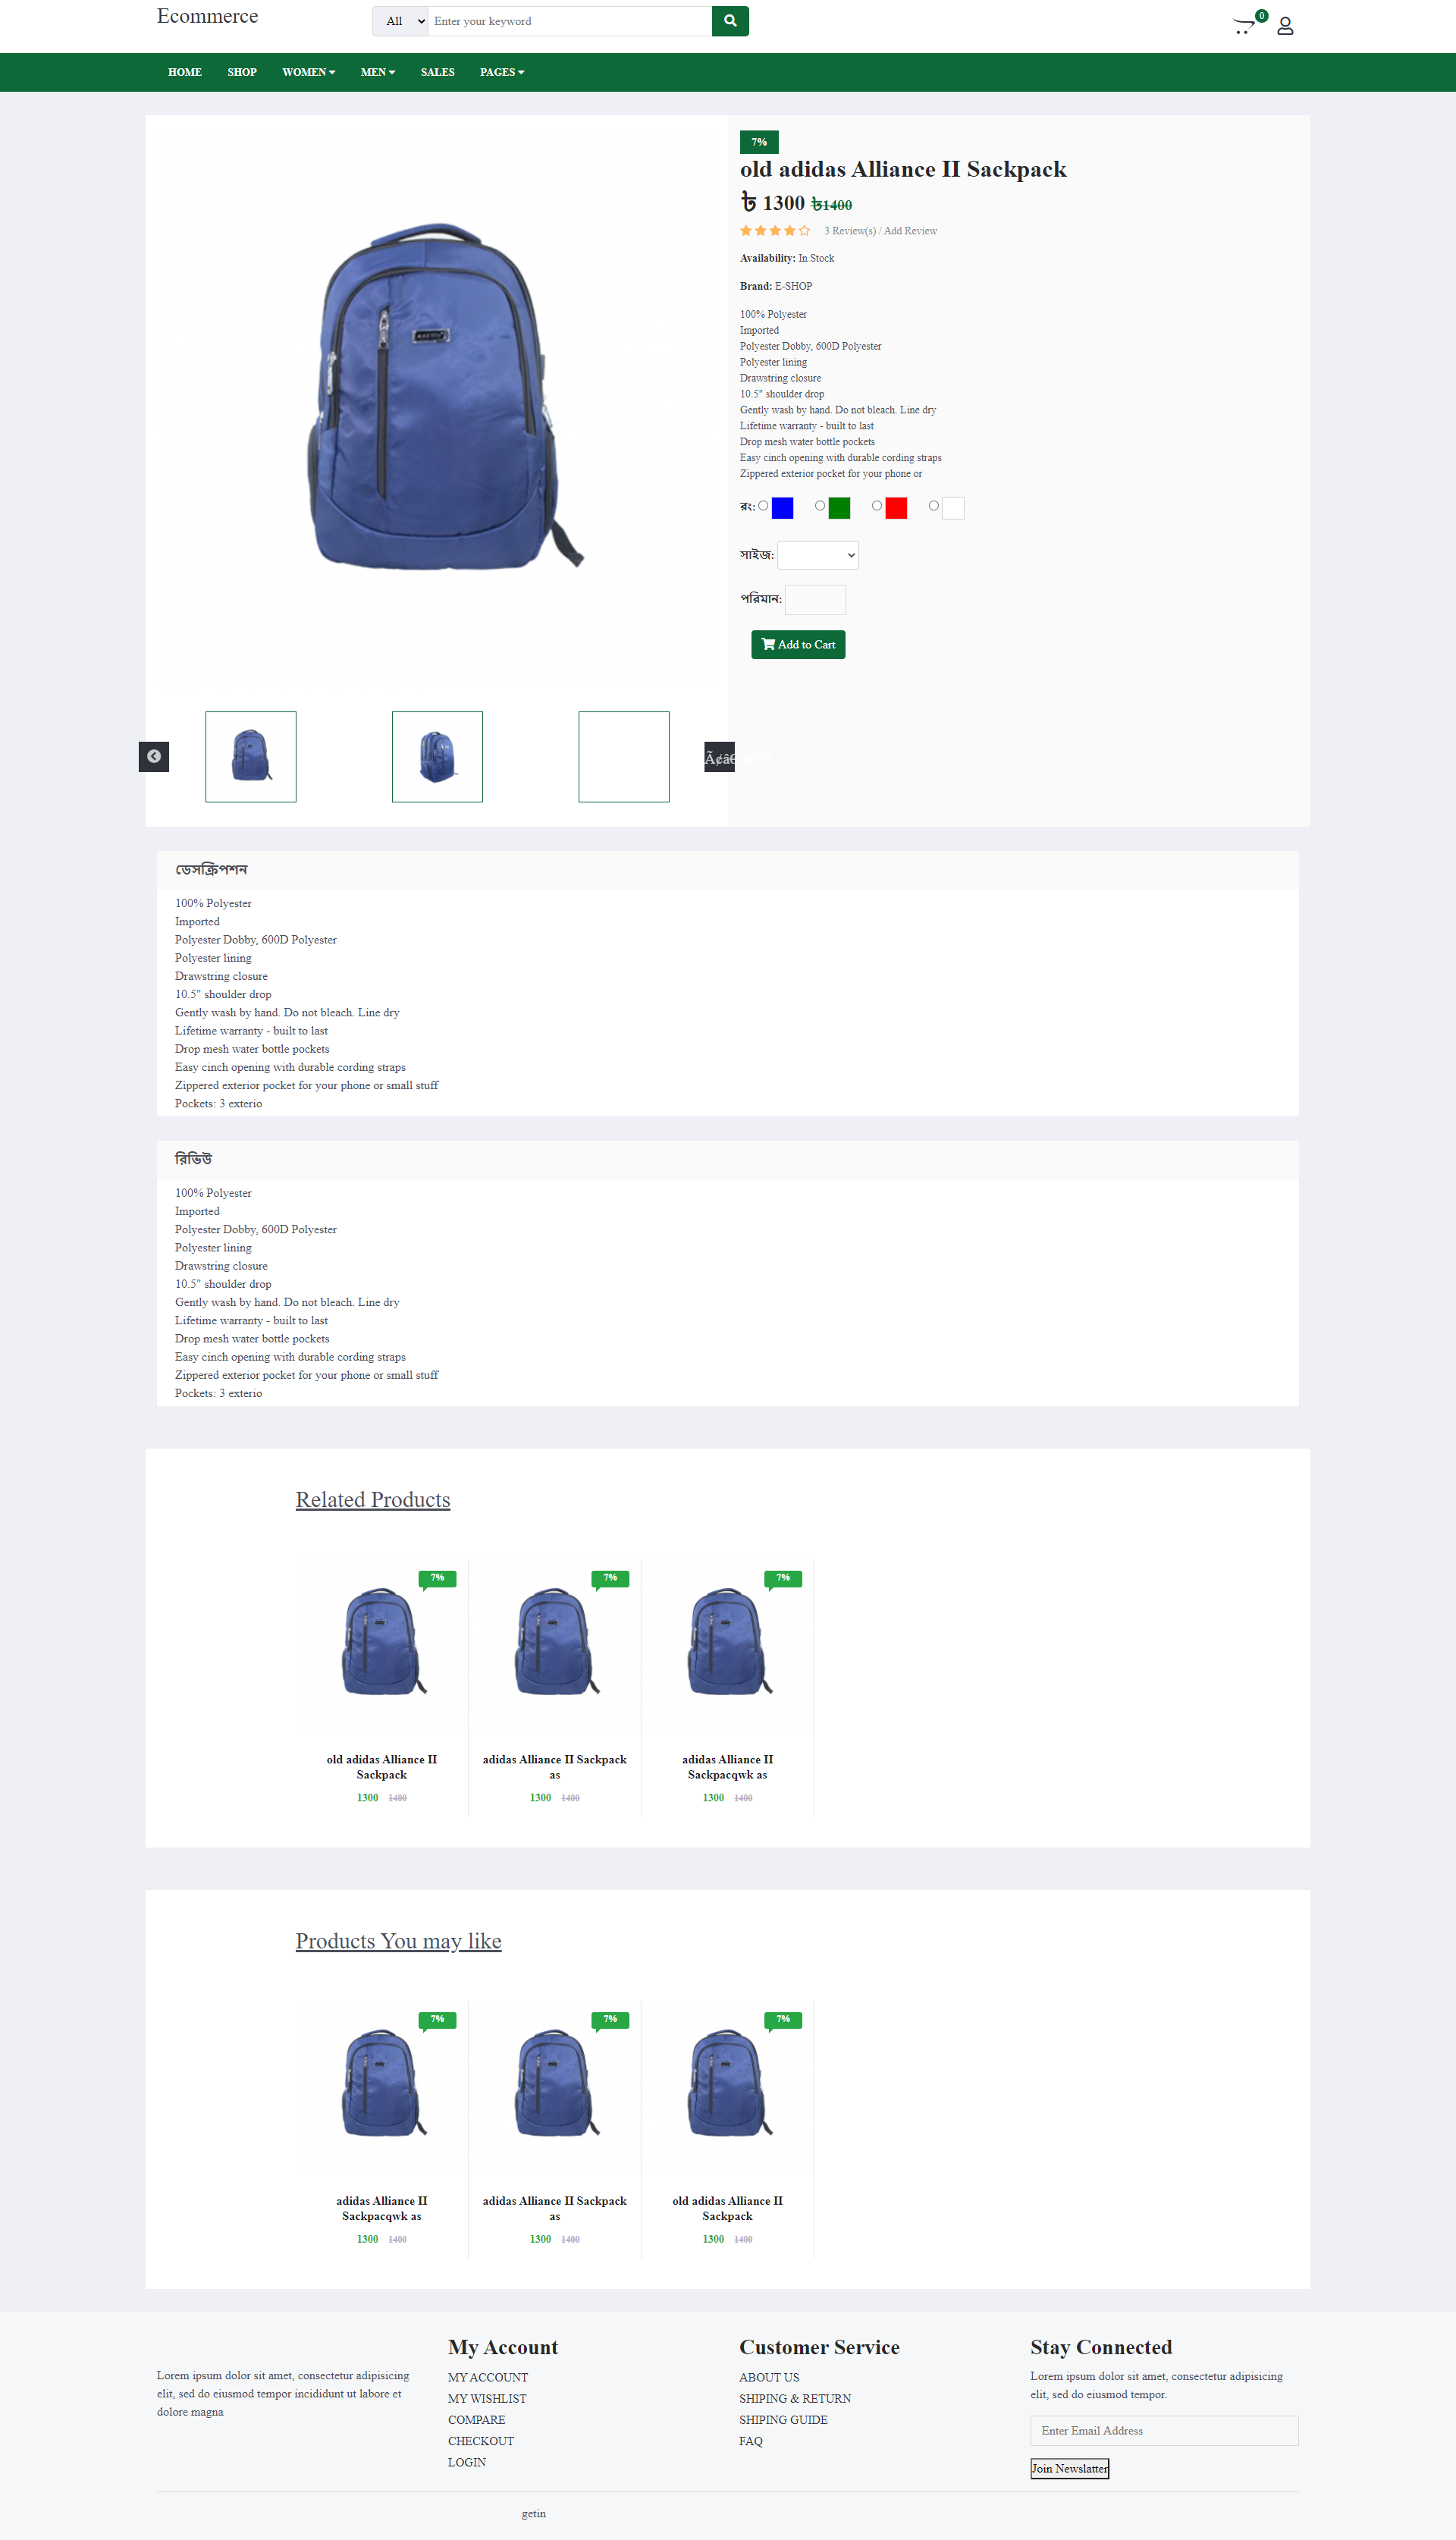 Ecommerce
All
Enter your keyword
0
HOME SHOP WOMEN MEN SALES PAGES
7%
old adidas Alliance II Sackpack
৳ 1300 ৳1400
3 Review(s) / Add Review
Availability: In Stock
Brand: E-SHOP
100% Polyester
Imported
Polyester Dobby, 600D Polyester
Polyester lining
Drawstring closure
10.5" shoulder drop
Gently wash by hand. Do not bleach. Line dry
Lifetime warranty - built to last
Drop mesh water bottle pockets
Easy cinch opening with durable cording straps
Zippered exterior pocket for your phone or
রং:
সাইজ:
পরিমান:
Add to Cart
ডেসক্রিপশন
100% Polyester
Imported
Polyester Dobby, 600D Polyester
Polyester lining
Drawstring closure
10.5" shoulder drop
Gently wash by hand. Do not bleach. Line dry
Lifetime warranty - built to last
Drop mesh water bottle pockets
Easy cinch opening with durable cording straps
Zippered exterior pocket for your phone or small stuff
Pockets: 3 exterio
রিভিউ
100% Polyester
Imported
Polyester Dobby, 600D Polyester
Polyester lining
Drawstring closure
10.5" shoulder drop
Gently wash by hand. Do not bleach. Line dry
Lifetime warranty - built to last
Drop mesh water bottle pockets
Easy cinch opening with durable cording straps
Zippered exterior pocket for your phone or small stuff
Pockets: 3 exterio
Related Products
7% 7% 7%
old adidas Alliance II
Sackpack
1300 1400
adidas Alliance II Sackpack
as
1300 1400
adidas Alliance II
Sackpacqwk as
1300 1400
Products You may like
7% 7% 7%
adidas Alliance II
Sackpacqwk as
1300 1400
adidas Alliance II Sackpack
as
1300 1400
old adidas Alliance II
Sackpack
1300 1400
Lorem ipsum dolor sit amet, consectetur adipisicing
elit, sed do eiusmod tempor incididunt ut labore et
dolore magna
My Account
MY ACCOUNT
MY WISHLIST
COMPARE
CHECKOUT
LOGIN
Customer Service
ABOUT US
SHIPING & RETURN
SHIPING GUIDE
FAQ
Stay Connected
Lorem ipsum dolor sit amet, consectetur adipisicing
elit, sed do eiusmod tempor.
Enter Email Address
Join Newslatter
getin